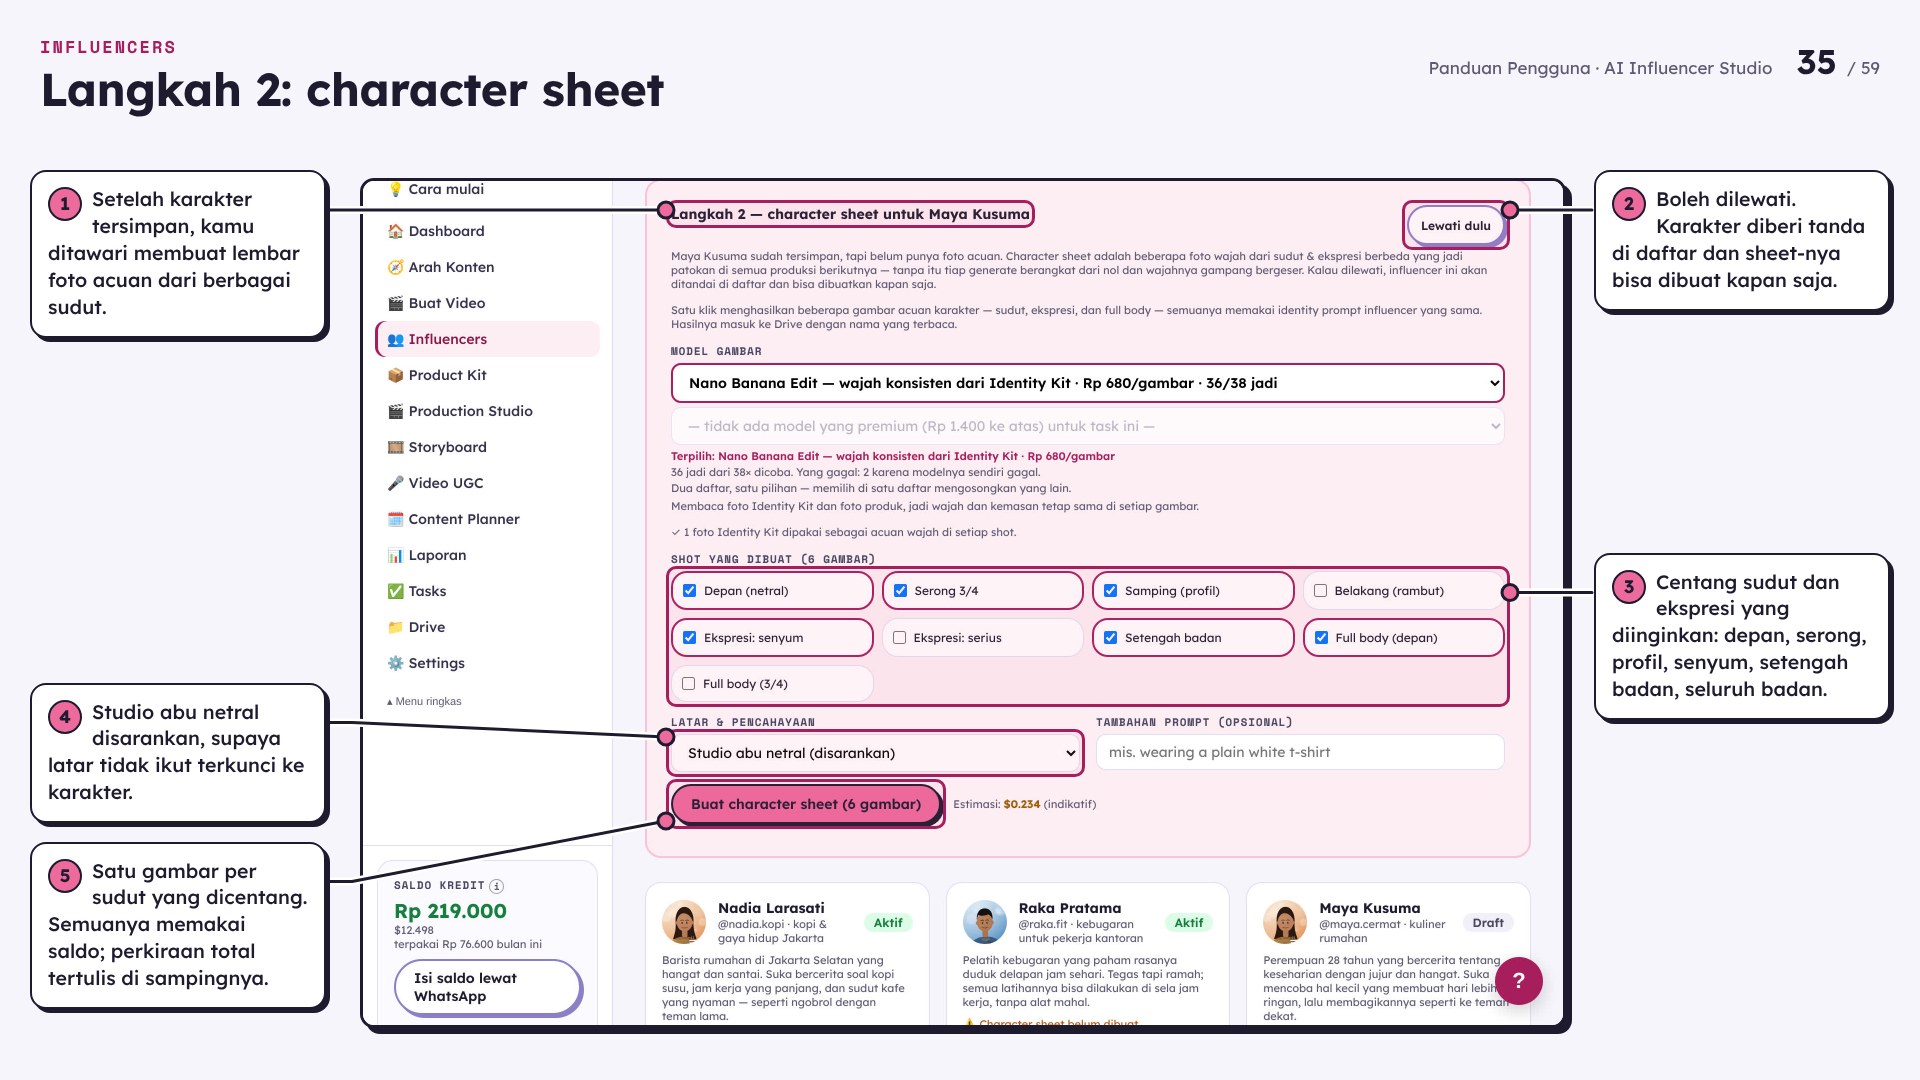 INFLUENCERS
Langkah 2: character sheet
Panduan Pengguna · AI Influencer Studio 35 / 59
1 Setelah karakter
tersimpan, kamu
ditawari membuat lembar
foto acuan dari berbagai
sudut.
2 Boleh dilewati.
Karakter diberi tanda
di daftar dan sheet-nya
bisa dibuat kapan saja.
3 Centang sudut dan
ekspresi yang
diinginkan: depan, serong,
profil, senyum, setengah
badan, seluruh badan.
4 Studio abu netral
disarankan, supaya
latar tidak ikut terkunci ke
karakter.
5 Satu gambar per
sudut yang dicentang.
Semuanya memakai
saldo; perkiraan total
tertulis di sampingnya.
Cara mulai
Dashboard
Arah Konten
Buat Video
Influencers
Product Kit
Production Studio
Storyboard
Video UGC
Content Planner
Laporan
Tasks
Drive
Settings
▴ Menu ringkas
SALDO KREDIT i
Rp 219.000
$12.498
terpakai Rp 76.600 bulan ini
Isi saldo lewat
WhatsApp
Langkah 2 — character sheet untuk Maya Kusuma
Lewati dulu
Maya Kusuma sudah tersimpan, tapi belum punya foto acuan. Character sheet adalah beberapa foto wajah dari sudut & ekspresi berbeda yang jadi
patokan di semua produksi berikutnya — tanpa itu tiap generate berangkat dari nol dan wajahnya gampang bergeser. Kalau dilewati, influencer ini akan
ditandai di daftar dan bisa dibuatkan kapan saja.
Satu klik menghasilkan beberapa gambar acuan karakter — sudut, ekspresi, dan full body — semuanya memakai identity prompt influencer yang sama.
Hasilnya masuk ke Drive dengan nama yang terbaca.
MODEL GAMBAR
Nano Banana Edit — wajah konsisten dari Identity Kit · Rp 680/gambar · 36/38 jadi
— tidak ada model yang premium (Rp 1.400 ke atas) untuk task ini —
Terpilih: Nano Banana Edit — wajah konsisten dari Identity Kit · Rp 680/gambar
36 jadi dari 38× dicoba. Yang gagal: 2 karena modelnya sendiri gagal.
Dua daftar, satu pilihan — memilih di satu daftar mengosongkan yang lain.
Membaca foto Identity Kit dan foto produk, jadi wajah dan kemasan tetap sama di setiap gambar.
✓ 1 foto Identity Kit dipakai sebagai acuan wajah di setiap shot.
SHOT YANG DIBUAT (6 GAMBAR)
Depan (netral) Serong 3/4 Samping (profil) Belakang (rambut)
Ekspresi: senyum Ekspresi: serius Setengah badan Full body (depan)
Full body (3/4)
LATAR & PENCAHAYAAN TAMBAHAN PROMPT (OPSIONAL)
Studio abu netral (disarankan) mis. wearing a plain white t-shirt
Buat character sheet (6 gambar) Estimasi: $0.234 (indikatif)
Nadia Larasati
@nadia.kopi · kopi &
gaya hidup Jakarta
Aktif
Barista rumahan di Jakarta Selatan yang
hangat dan santai. Suka bercerita soal kopi
susu, jam kerja yang panjang, dan sudut kafe
yang nyaman — seperti ngobrol dengan
teman lama.
Raka Pratama
@raka.fit · kebugaran
untuk pekerja kantoran
Aktif
Pelatih kebugaran yang paham rasanya
duduk delapan jam sehari. Tegas tapi ramah;
semua latihannya bisa dilakukan di sela jam
kerja, tanpa alat mahal.
Character sheet belum dibuat
Maya Kusuma
@maya.cermat · kuliner
rumahan
Draft
Perempuan 28 tahun yang bercerita tentang
keseharian dengan jujur dan hangat. Suka
mencoba hal kecil yang membuat hari lebih
ringan, lalu membagikannya seperti ke teman
dekat.
?